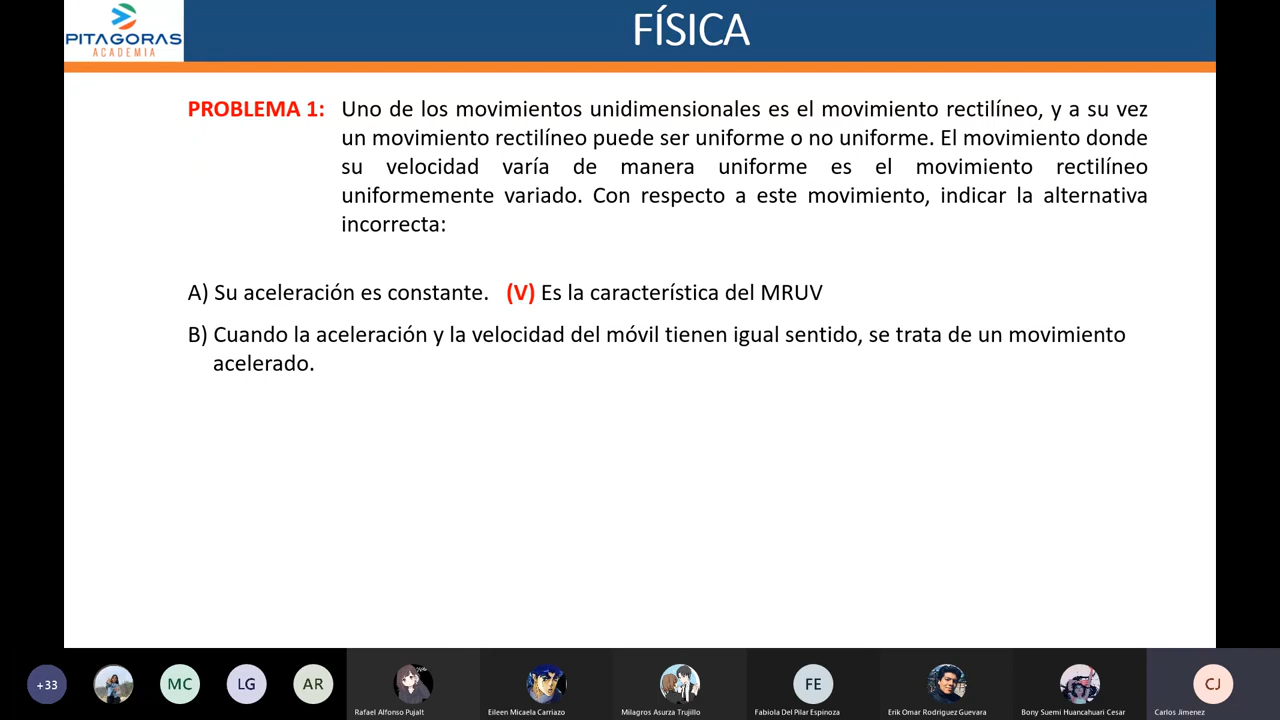 PITAGORAS
ACADEMIA
FÍSICA
PROBLEMA 1: Uno de los movimientos unidimensionales es el movimiento rectilíneo, y a su vez
un movimiento rectilíneo puede ser uniforme o no uniforme. El movimiento donde
su velocidad varía de manera uniforme es el movimiento rectilíneo
uniformemente variado. Con respecto a este movimiento, indicar la alternativa
incorrecta:
A) Su aceleración es constante. (V) Es la característica del MRUV
B) Cuando la aceleración y la velocidad del móvil tienen igual sentido, se trata de un movimiento
acelerado.
+33 MC LG AR FE CJ
Rafael Alfonso Pujalt Eileen Micaela Carriazo Milagros Asurza Trujillo Fabiola Del Pilar Espinoza Erik Omar Rodriguez Guevara Bony Suemi Huancahuari Cesar Carlos Jimenez